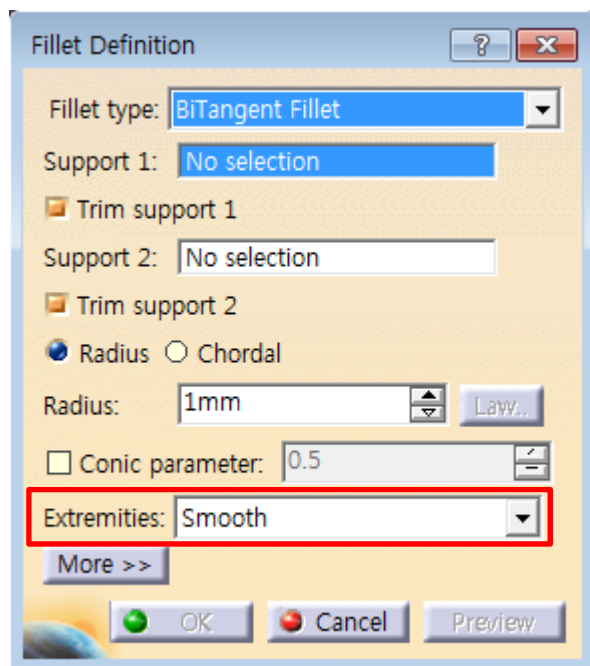 Fillet Definition
Fillet type: BiTangent Fillet
Support 1: No selection
Trim support 1
Support 2: No selection
Trim support 2
Radius Chordal
Radius: 1mm Law..
Conic parameter: 0.5
Extremities: Smooth
More >>
OK Cancel Preview